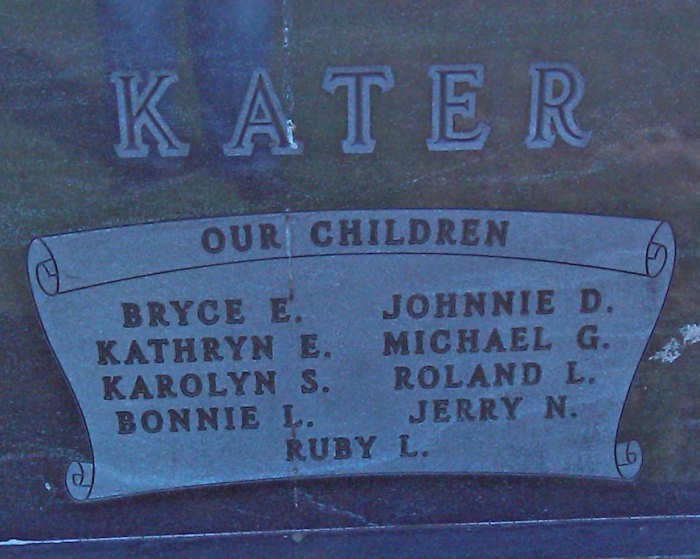 KATER
OUR CHILDREN
BRYCE E. JOHNNIE D.
KATHRYN E. MICHAEL G.
KAROLYN S. ROLAND L.
BONNIE L. JERRY N.
RUBY L.